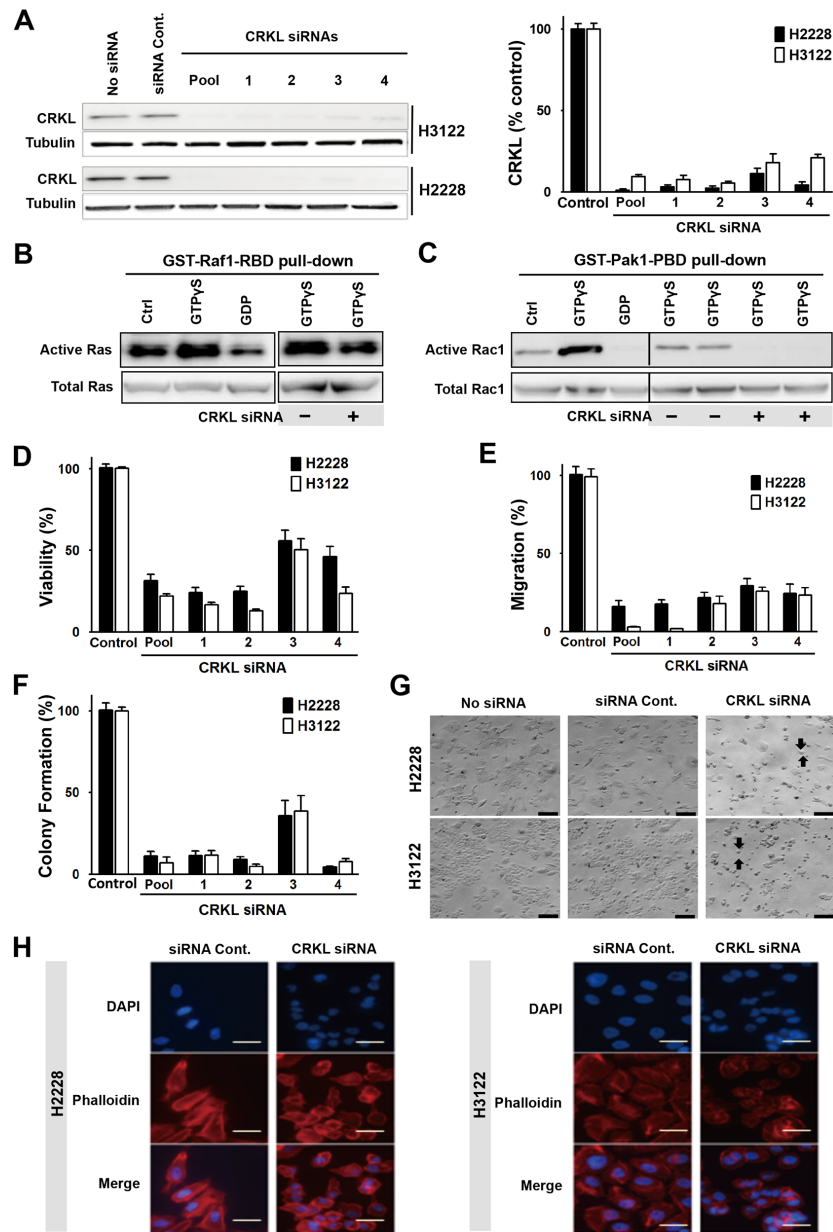 A
No siRNA
siRNA Cont.
CRKL siRNAs
Pool 1 2 3 4
CRKL
Tubulin
H3122
CRKL
Tubulin
H2228
CRKL (% control)
100
50
0
H2228
H3122
Control Pool 1 2 3 4
CRKL siRNA
B
GST-Raf1-RBD pull-down
Ctrl GTPγS GDP GTPγS GTPγS
Active Ras
Total Ras
CRKL siRNA − +
C
GST-Pak1-PBD pull-down
Ctrl GTPγS GDP GTPγS GTPγS GTPγS GTPγS
Active Rac1
Total Rac1
CRKL siRNA − − + +
D
Viability (%)
100
50
0
H2228
H3122
Control Pool 1 2 3 4
CRKL siRNA
E
Migration (%)
100
50
0
H2228
H3122
Control Pool 1 2 3 4
CRKL siRNA
F
Colony Formation (%)
100
50
0
H2228
H3122
Control Pool 1 2 3 4
CRKL siRNA
G
No siRNA siRNA Cont. CRKL siRNA
H2228
H3122
H
siRNA Cont. CRKL siRNA
H2228
DAPI
Phalloidin
Merge
siRNA Cont. CRKL siRNA
H3122
DAPI
Phalloidin
Merge